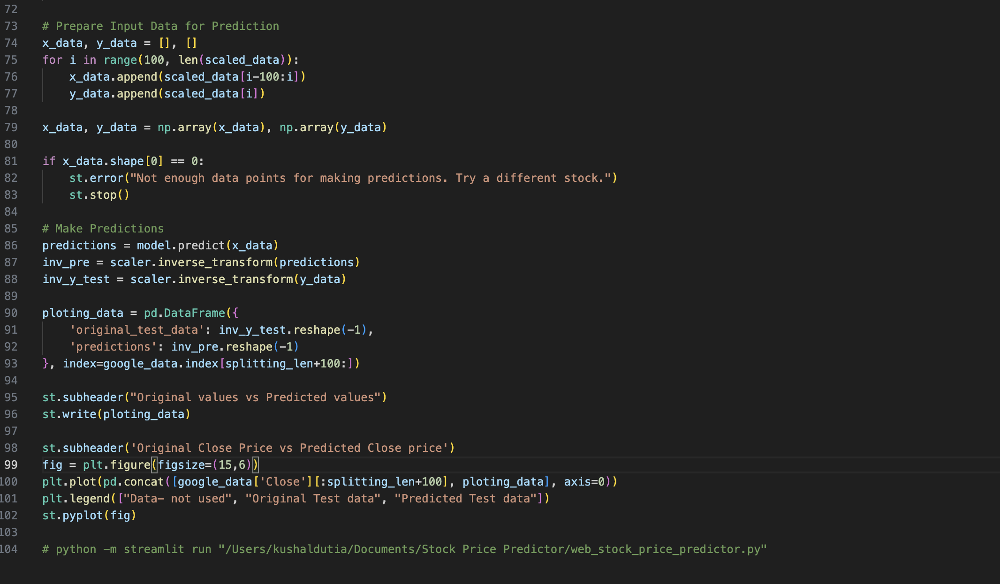 72
73 # Prepare Input Data for Prediction
74 x_data, y_data = [], []
75 for i in range(100, len(scaled_data)):
76     x_data.append(scaled_data[i-100:i])
77     y_data.append(scaled_data[i])
78
79 x_data, y_data = np.array(x_data), np.array(y_data)
80
81 if x_data.shape[0] == 0:
82     st.error("Not enough data points for making predictions. Try a different stock.")
83     st.stop()
84
85 # Make Predictions
86 predictions = model.predict(x_data)
87 inv_pre = scaler.inverse_transform(predictions)
88 inv_y_test = scaler.inverse_transform(y_data)
89
90 ploting_data = pd.DataFrame({
91     'original_test_data': inv_y_test.reshape(-1),
92     'predictions': inv_pre.reshape(-1)
93 }, index=google_data.index[splitting_len+100:])
94
95 st.subheader("Original values vs Predicted values")
96 st.write(ploting_data)
97
98 st.subheader('Original Close Price vs Predicted Close price')
99 fig = plt.figure(figsize=(15,6))
100 plt.plot(pd.concat([google_data['Close'][:splitting_len+100], ploting_data], axis=0))
101 plt.legend(["Data- not used", "Original Test data", "Predicted Test data"])
102 st.pyplot(fig)
103
104 # python -m streamlit run "/Users/kushaldutia/Documents/Stock Price Predictor/web_stock_price_predictor.py"